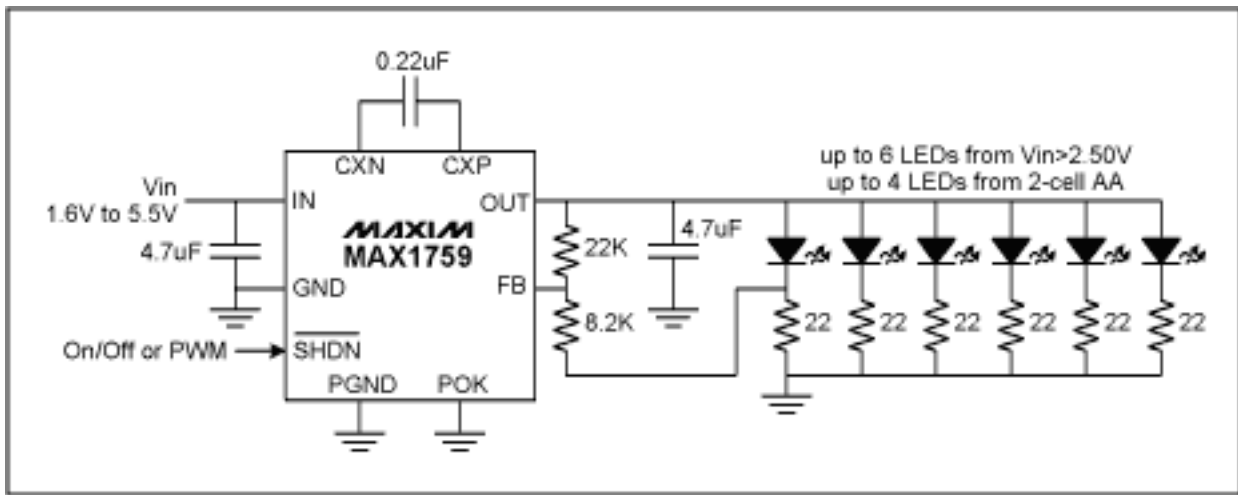 0.22uF
CXN CXP
Vin
1.6V to 5.5V
IN
OUT
MAXIM
MAX1759
4.7uF
GND
FB
22K
4.7uF
8.2K
up to 6 LEDs from Vin>2.50V
up to 4 LEDs from 2-cell AA
22 22 22 22 22 22
On/Off or PWM
SHDN
PGND POK